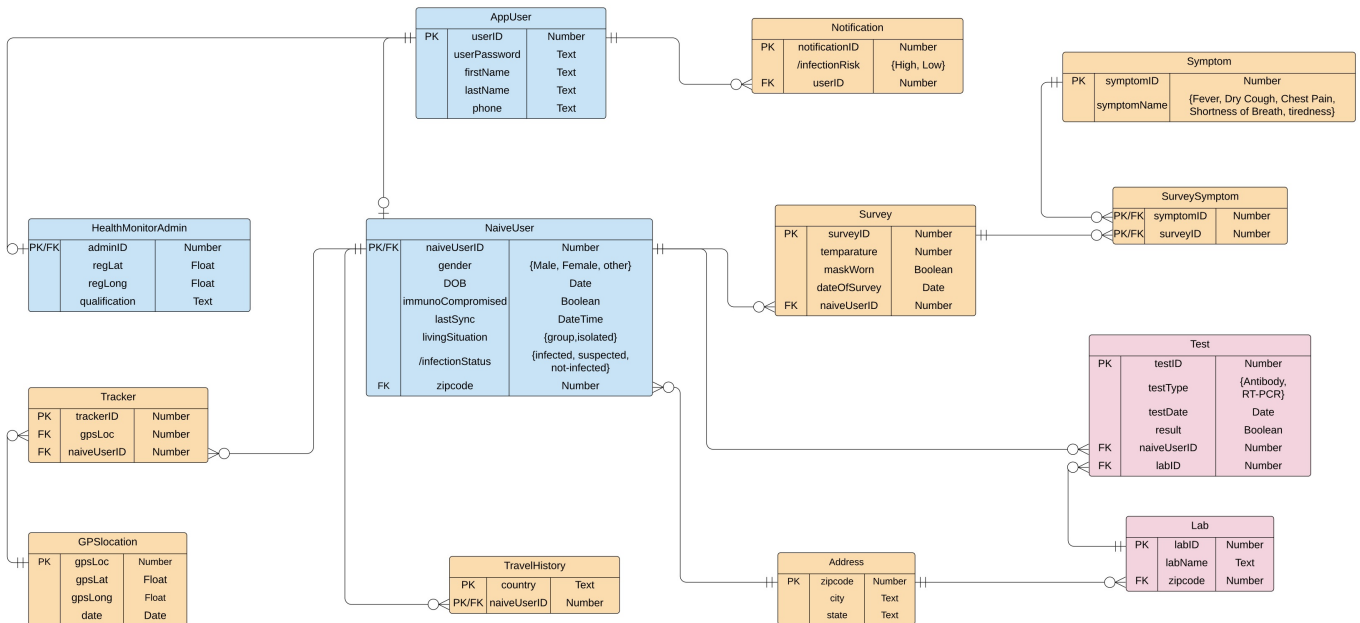 AppUser
PK userID Number
userPassword Text
firstName Text
lastName Text
phone Text
Notification
PK notificationID Number
/infectionRisk {High, Low}
FK userID Number
Symptom
PK symptomID Number
symptomName {Fever, Dry Cough, Chest Pain,
Shortness of Breath, tiredness}
HealthMonitorAdmin
PK/FK adminID Number
regLat Float
regLong Float
qualification Text
NaiveUser
PK/FK naiveUserID Number
gender {Male, Female, other}
DOB Date
immunoCompromised Boolean
lastSync DateTime
livingSituation {group,isolated}
/infectionStatus {infected, suspected,
not-infected}
FK zipcode Number
Survey
PK surveyID Number
temparature Number
maskWorn Boolean
dateOfSurvey Date
FK naiveUserID Number
SurveySymptom
PK/FK symptomID Number
PK/FK surveyID Number
Tracker
PK trackerID Number
FK gpsLoc Number
FK naiveUserID Number
Test
PK testID Number
testType {Antibody,
RT-PCR}
testDate Date
result Boolean
FK naiveUserID Number
FK labID Number
GPSlocation
PK gpsLoc Number
gpsLat Float
gpsLong Float
date Date
TravelHistory
PK country Text
PK/FK naiveUserID Number
Address
PK zipcode Number
city Text
state Text
Lab
PK labID Number
labName Text
FK zipcode Number